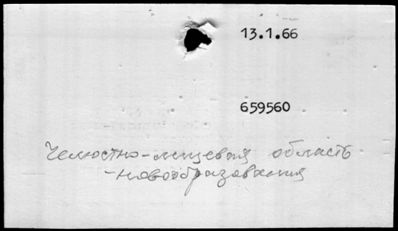 13.1.66
659560
Челюстно-лицевая область
-новообразования